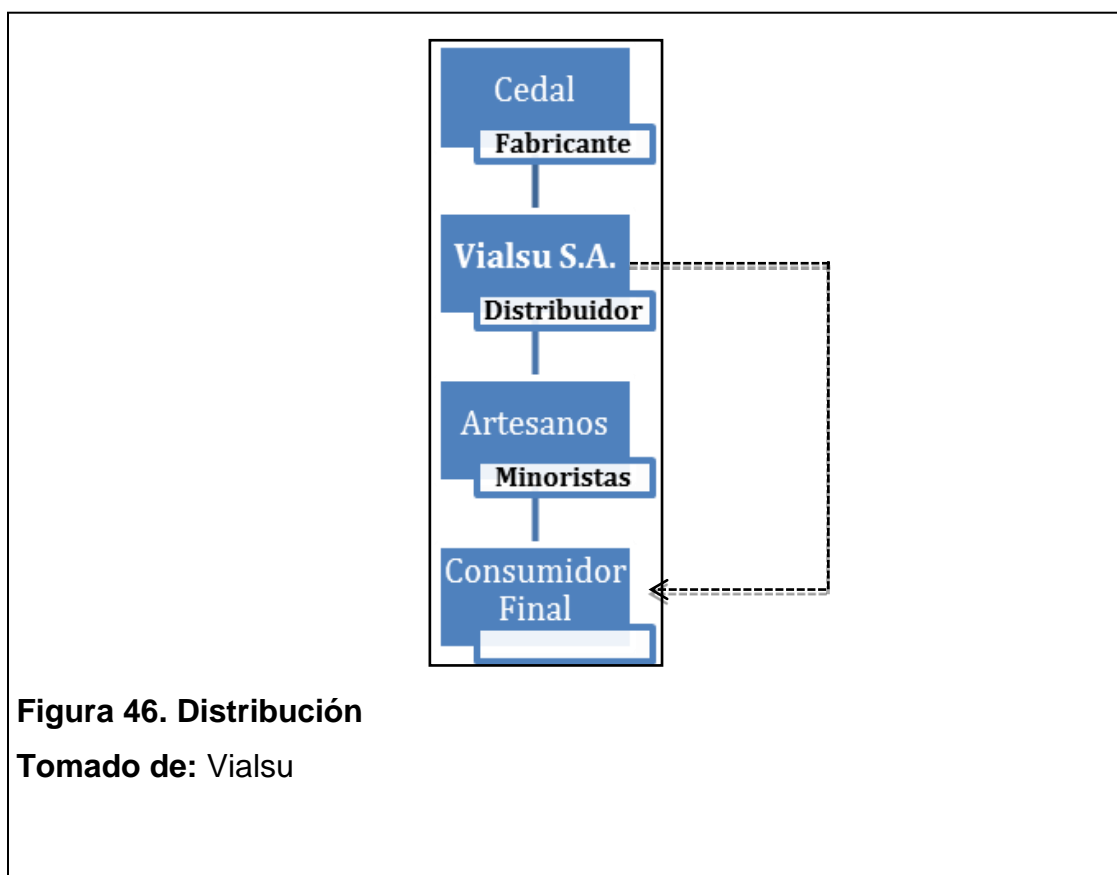 Cedal
Fabricante
Vialsu S.A.
Distribuidor
Artesanos
Minoristas
Consumidor
Final
Figura 46. Distribución
Tomado de: Vialsu